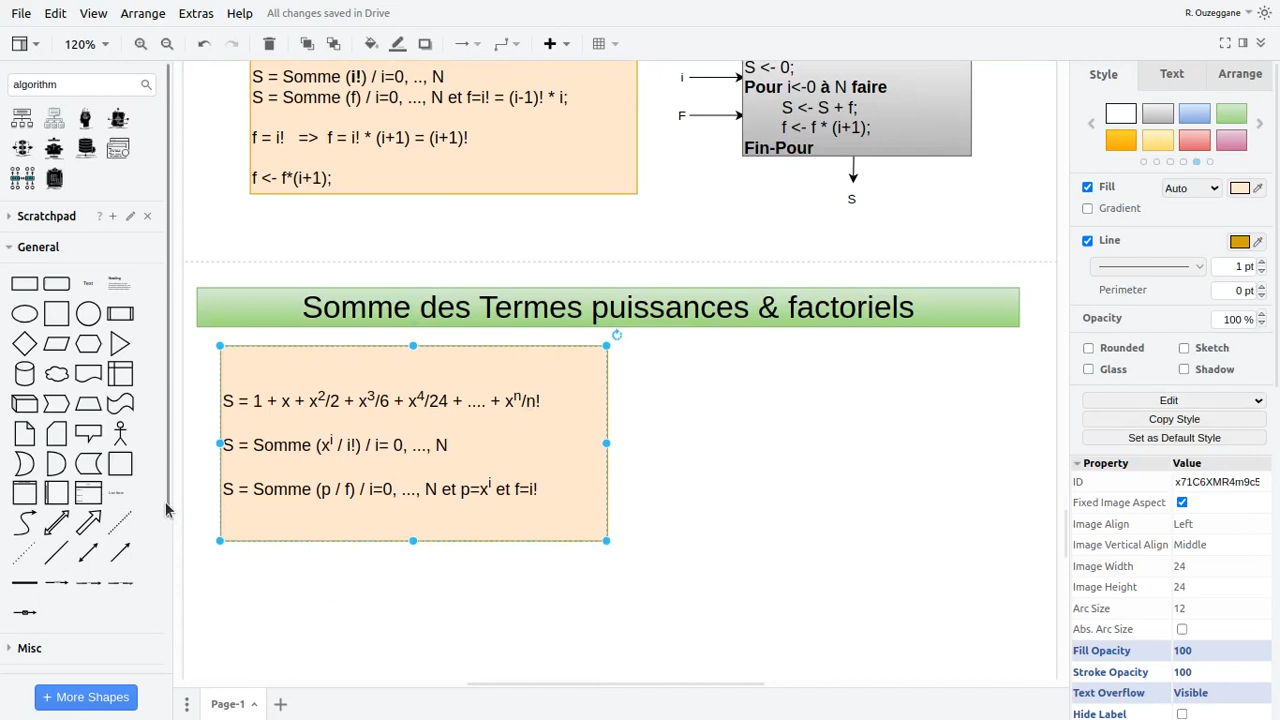 File Edit View Arrange Extras Help All changes saved in Drive R. Ouzeggane
120%
algorithm
Scratchpad ?
General
Text
Heading
Misc
+ More Shapes
S = Somme (i!) / i=0, .., N
S = Somme (f) / i=0, ..., N et f=i! = (i-1)! * i;
f = i! => f = i! * (i+1) = (i+1)!
f <- f*(i+1);
i
F
S <- 0;
Pour i<-0 à N faire
S <- S + f;
f <- f * (i+1);
Fin-Pour
S
Somme des Termes puissances & factoriels
S = 1 + x + x²/2 + x³/6 + x⁴/24 + .... + xⁿ/n!
S = Somme (xⁱ / i!) / i= 0, ..., N
S = Somme (p / f) / i=0, ..., N et p=xⁱ et f=i!
Page-1
Style Text Arrange
Fill Auto
Gradient
Line
1 pt
Perimeter 0 pt
Opacity 100 %
Rounded Sketch
Glass Shadow
Edit
Copy Style
Set as Default Style
Property Value
ID x71C6XMR4m9c5
Fixed Image Aspect
Image Align Left
Image Vertical Align Middle
Image Width 24
Image Height 24
Arc Size 12
Abs. Arc Size
Fill Opacity 100
Stroke Opacity 100
Text Overflow Visible
Hide Label